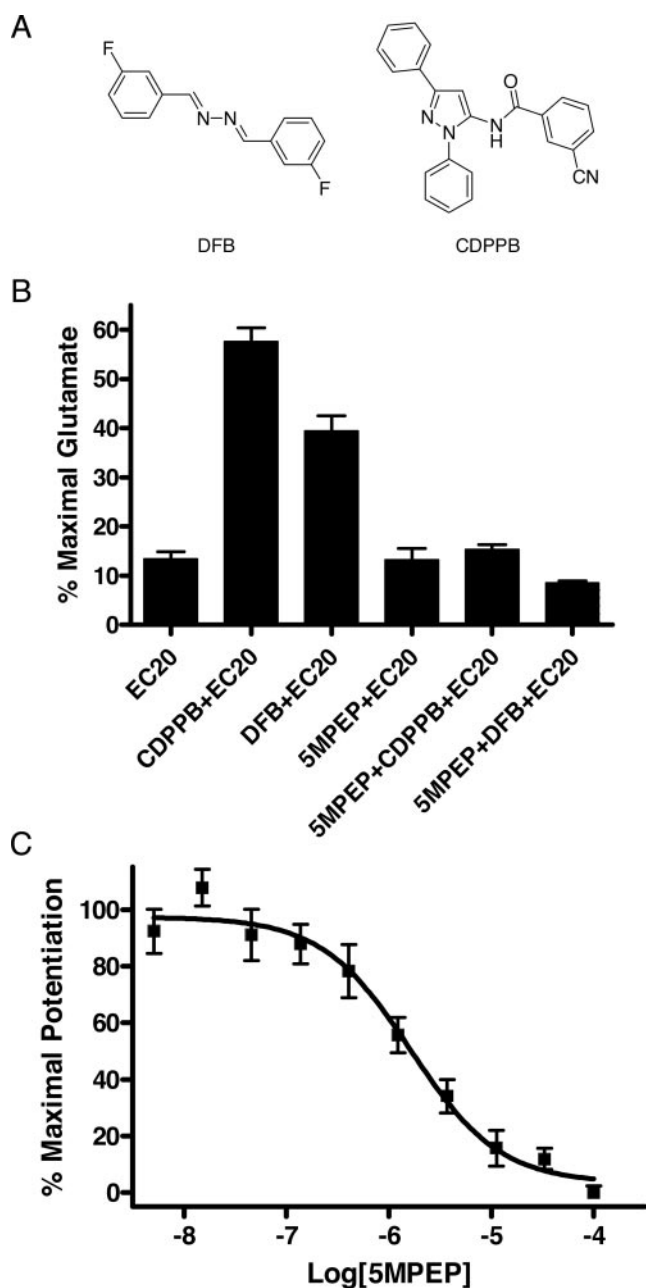 A
F
N
N
F
DFB
N
N
N
H
O
CN
CDPPB
B
% Maximal Glutamate
60
50
40
30
20
10
0
EC20
CDPPB+EC20
DFB+EC20
5MPEP+EC20
5MPEP+CDPPB+EC20
5MPEP+DFB+EC20
C
% Maximal Potentiation
100
80
60
40
20
0
-8
-7
-6
-5
-4
Log[5MPEP]